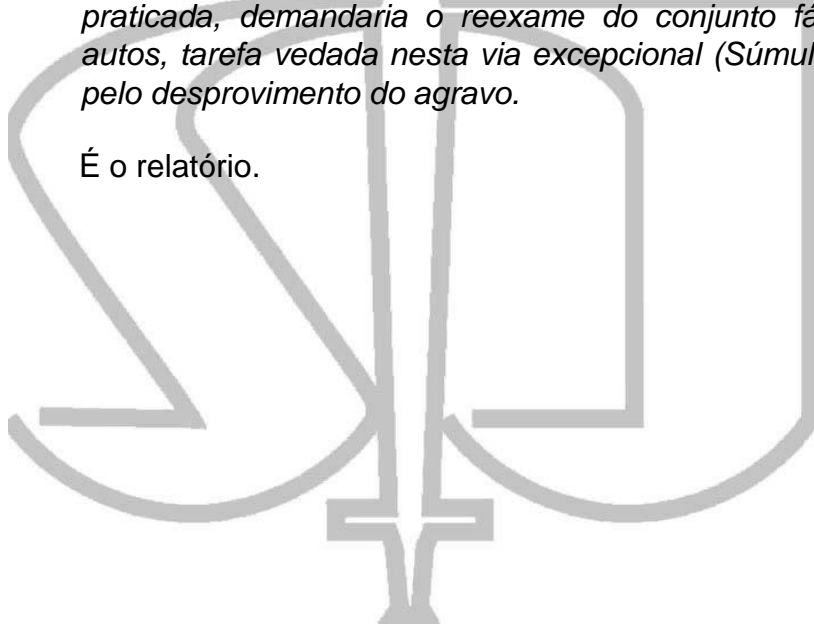 praticada, demandaria o reexame do conjunto
autos, tarefa vedada nesta via excepcional
pelo desprovimento do agravo.
É o relatório.